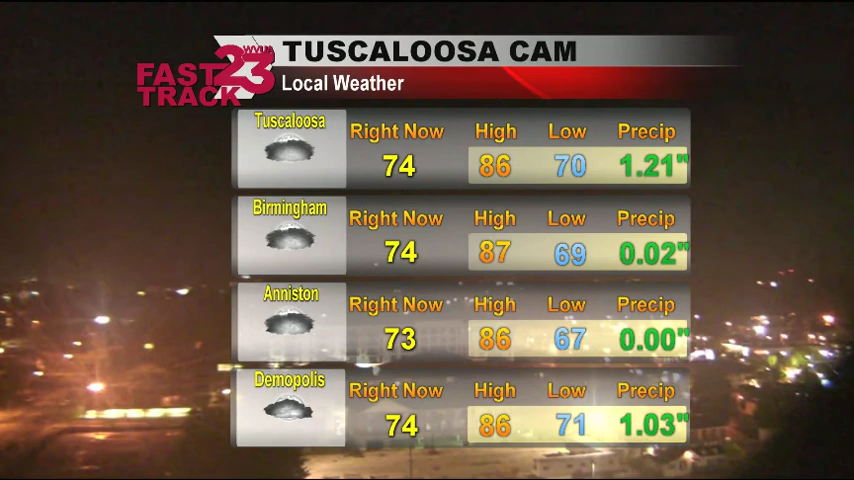 WVUA
23
FAST
TRACK
TUSCALOOSA CAM
Local Weather
Tuscaloosa
Right Now High Low Precip
74 86 70 1.21"
Birmingham
Right Now High Low Precip
74 87 69 0.02"
Anniston
Right Now High Low Precip
73 86 67 0.00"
Demopolis
Right Now High Low Precip
74 86 71 1.03"